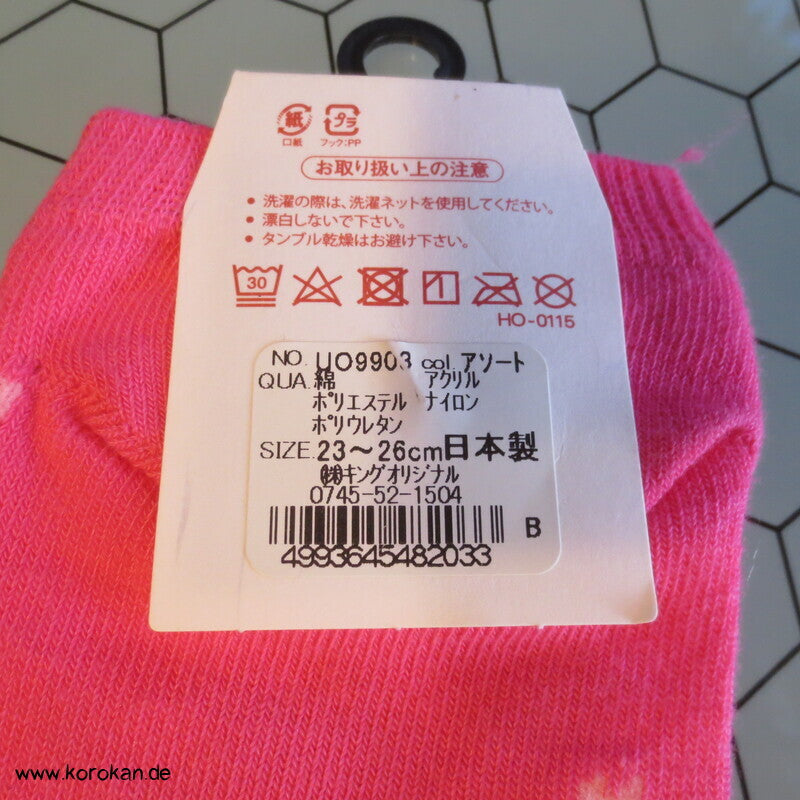 紙 プラ
口紙 フック:PP
お取り扱い上の注意
• 洗濯の際は、洗濯ネットを使用してください。
• 漂白しないで下さい。
• タンブル乾燥はお避け下さい。
30
HO-0115
NO. UO9903 col. アソート
QUA. 綿 アクリル
ポリエステル ナイロン
ポリウレタン
SIZE. 23～26cm 日本製
㈱キングオリジナル
0745-52-1504
B
4993645482033
www.korokan.de